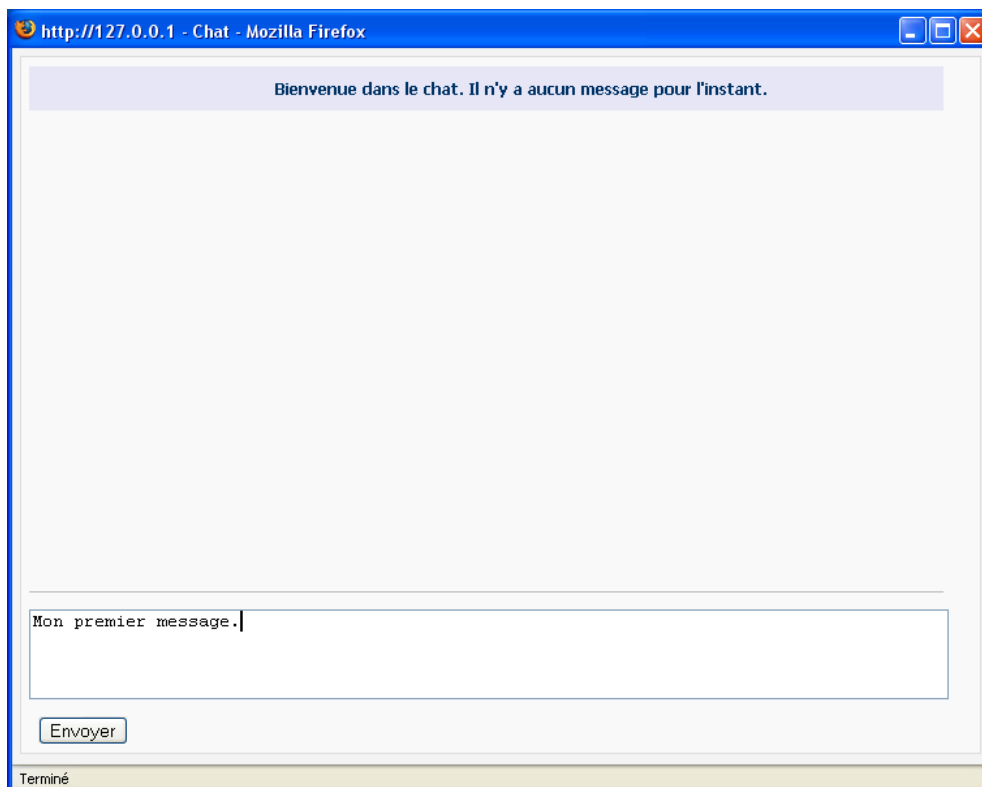 http://127.0.0.1 - Chat - Mozilla Firefox
Bienvenue dans le chat. Il n'y a aucun message pour l'instant.
Mon premier message.
Envoyer
Terminé